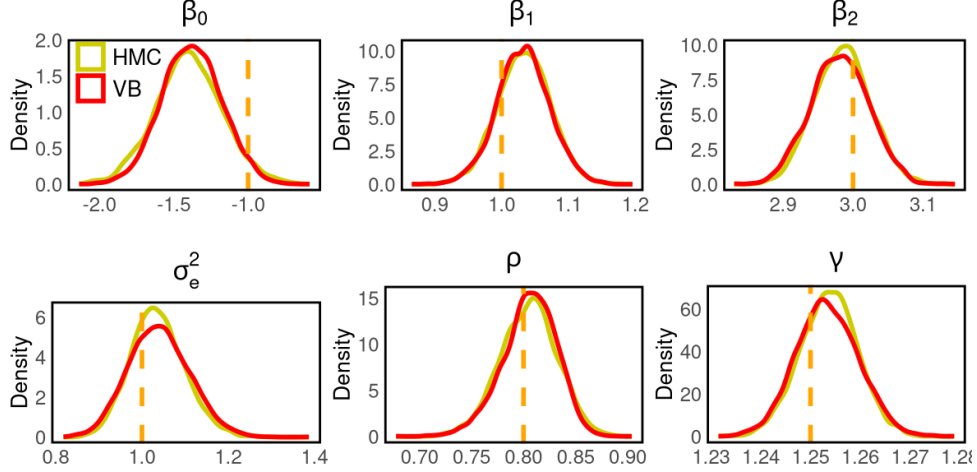 β₀ β₁ β₂
HMC
VB
Density
2.0
1.5
1.0
0.5
0.0
-2.0 -1.5 -1.0
Density
10.0
7.5
5.0
2.5
0.0
0.9 1.0 1.1 1.2
Density
10.0
7.5
5.0
2.5
0.0
2.9 3.0 3.1
σ²ₑ ρ γ
Density
6
4
2
0
0.8 1.0 1.2 1.4
Density
15
10
5
0
0.70 0.75 0.80 0.85 0.90
Density
60
40
20
0
1.23 1.24 1.25 1.26 1.27 1.28